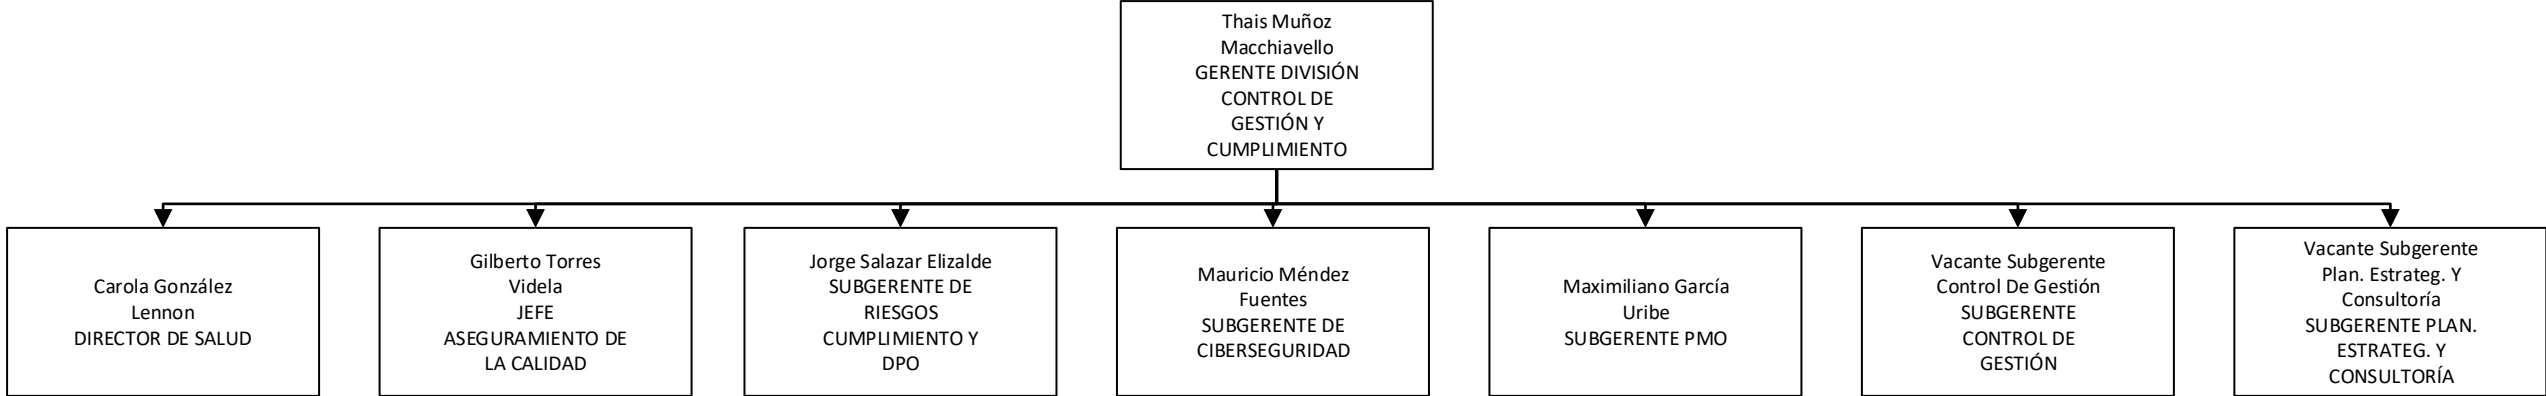 Thais Muñoz
Macchiavello
GERENTE DIVISIÓN
CONTROL DE
GESTIÓN Y
CUMPLIMIENTO
Carola González
Lennon
DIRECTOR DE SALUD
Gilberto Torres
Videla
JEFE
ASEGURAMIENTO DE
LA CALIDAD
Jorge Salazar Elizalde
SUBGERENTE DE
RIESGOS
CUMPLIMIENTO Y
DPO
Mauricio Méndez
Fuentes
SUBGERENTE DE
CIBERSEGURIDAD
Maximiliano García
Uribe
SUBGERENTE PMO
Vacante Subgerente
Control De Gestión
SUBGERENTE
CONTROL DE
GESTIÓN
Vacante Subgerente
Plan. Estrateg. Y
Consultoría
SUBGERENTE PLAN.
ESTRATEG. Y
CONSULTORÍA